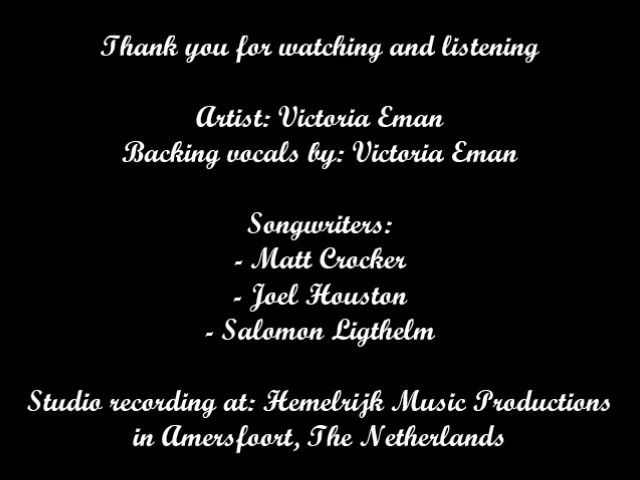 Thank you for watching and listening
Artist: Victoria Eman
Backing vocals by: Victoria Eman
Songwriters:
- Matt Crocker
- Joel Houston
- Salomon Ligthelm
Studio recording at: Hemelrijk Music Productions
in Amersfoort, The Netherlands